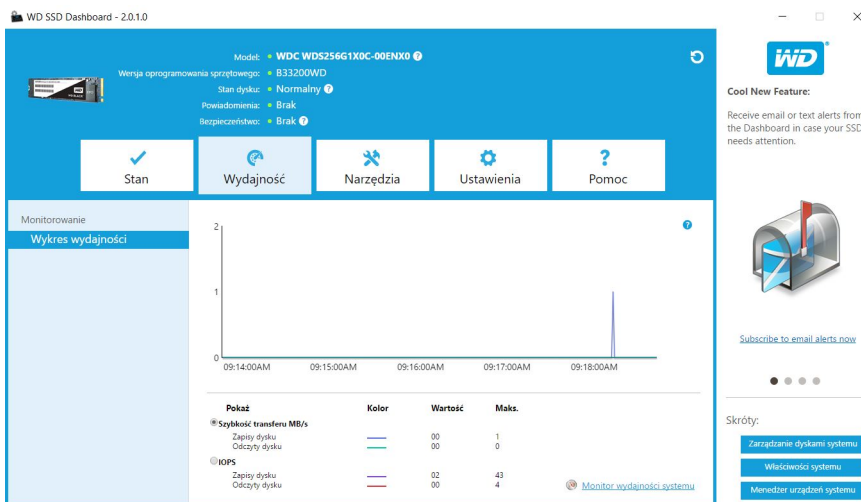 WD SSD Dashboard - 2.0.1.0
Model: WDC WDS256G1X0C-00ENX0
Wersja oprogramowania sprzętowego: B33200WD
Stan dysku: Normalny
Powiadomienia: Brak
Bezpieczeństwo: Brak
WD
Cool New Feature:
Receive email or text alerts from
the Dashboard in case your SSD
needs attention.
Stan
Wydajność
Narzędzia
Ustawienia
Pomoc
Monitorowanie
Wykres wydajności
2
1
0
09:14:00AM 09:15:00AM 09:16:00AM 09:17:00AM 09:18:00AM
Subscribe to email alerts now
Pokaż Kolor Wartość Maks.
Szybkość transferu MB/s
Zapisy dysku 00 1
Odczyty dysku 00 0
IOPS
Zapisy dysku 02 43
Odczyty dysku 00 4
Monitor wydajności systemu
Skróty:
Zarządzanie dyskami systemu
Właściwości systemu
Menedżer urządzeń systemu